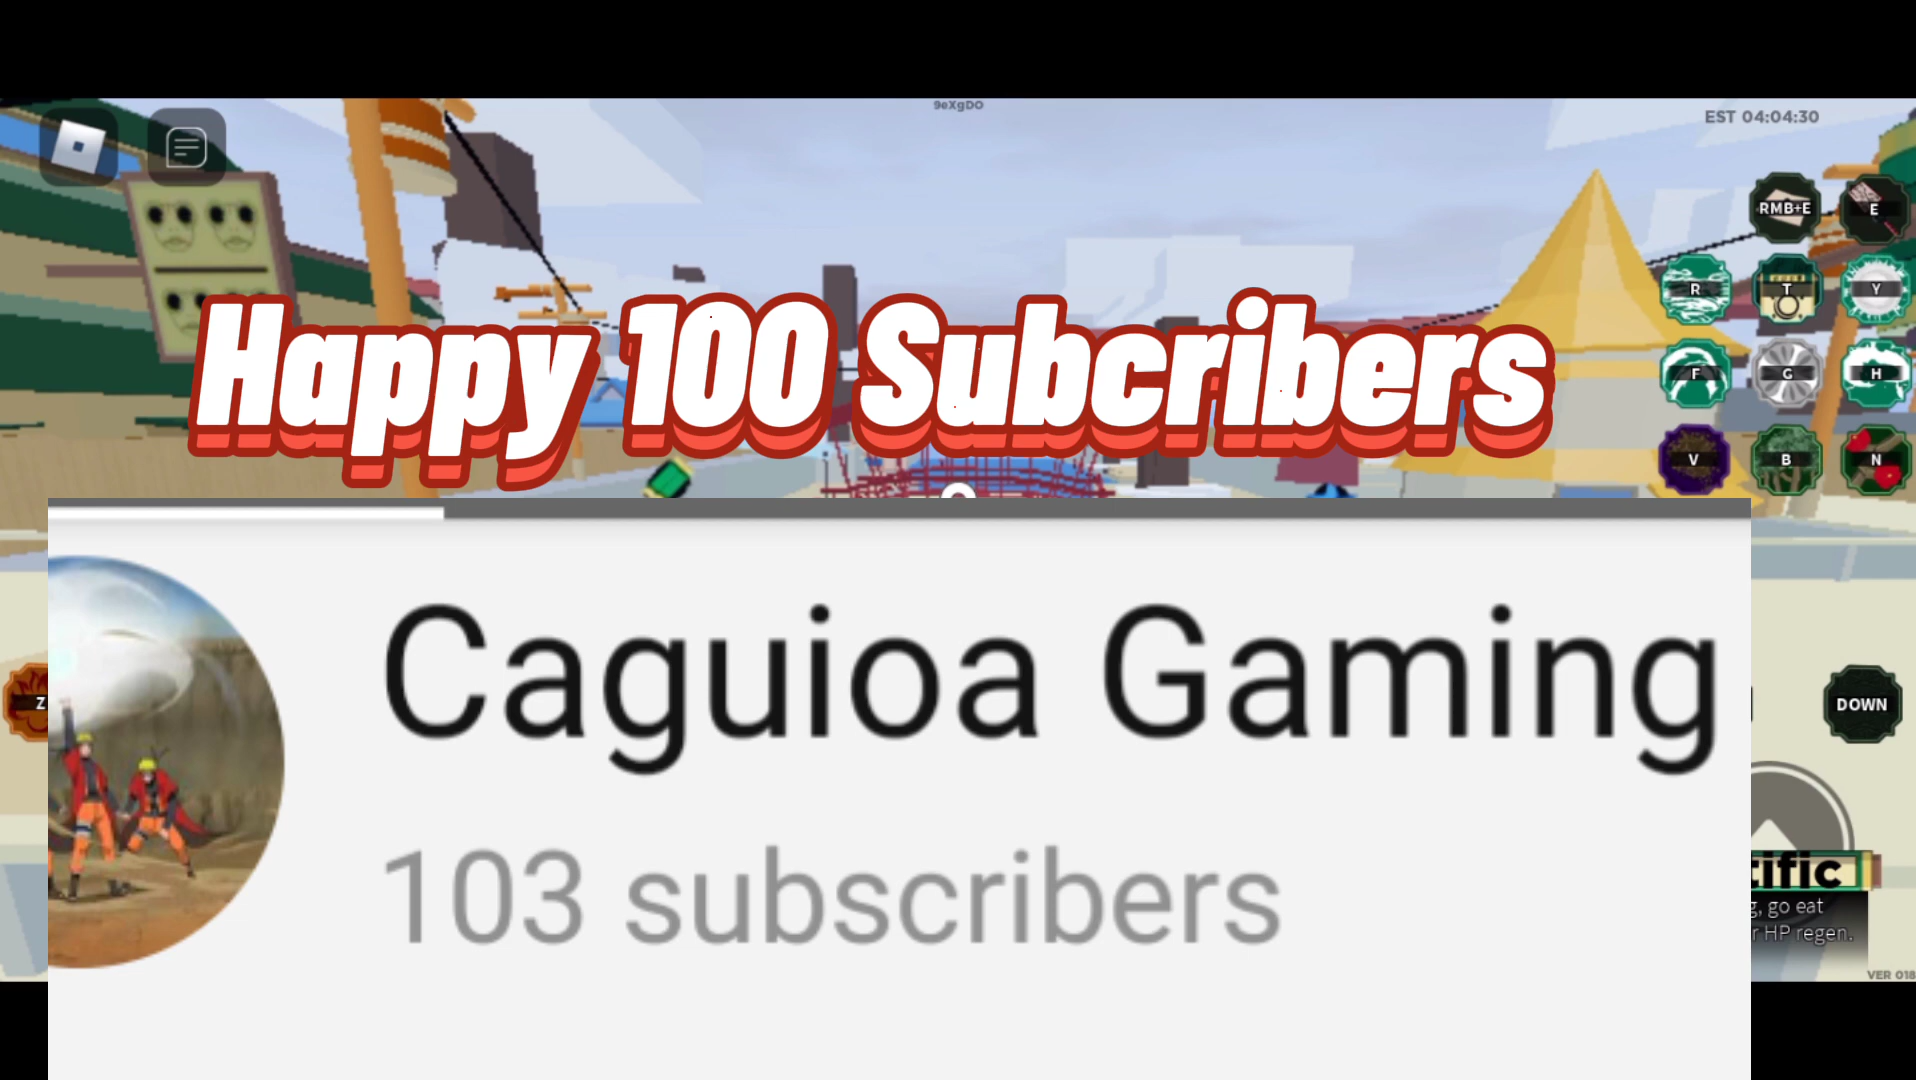 9eXgDO
EST 04:04:30
RMB+E
E
R
T
Y
Happy 100 Subcribers
F
G
H
V
B
N
Caguioa Gaming
Z
DOWN
103 subscribers
tific
g, go eat
r HP regen.
VER 018